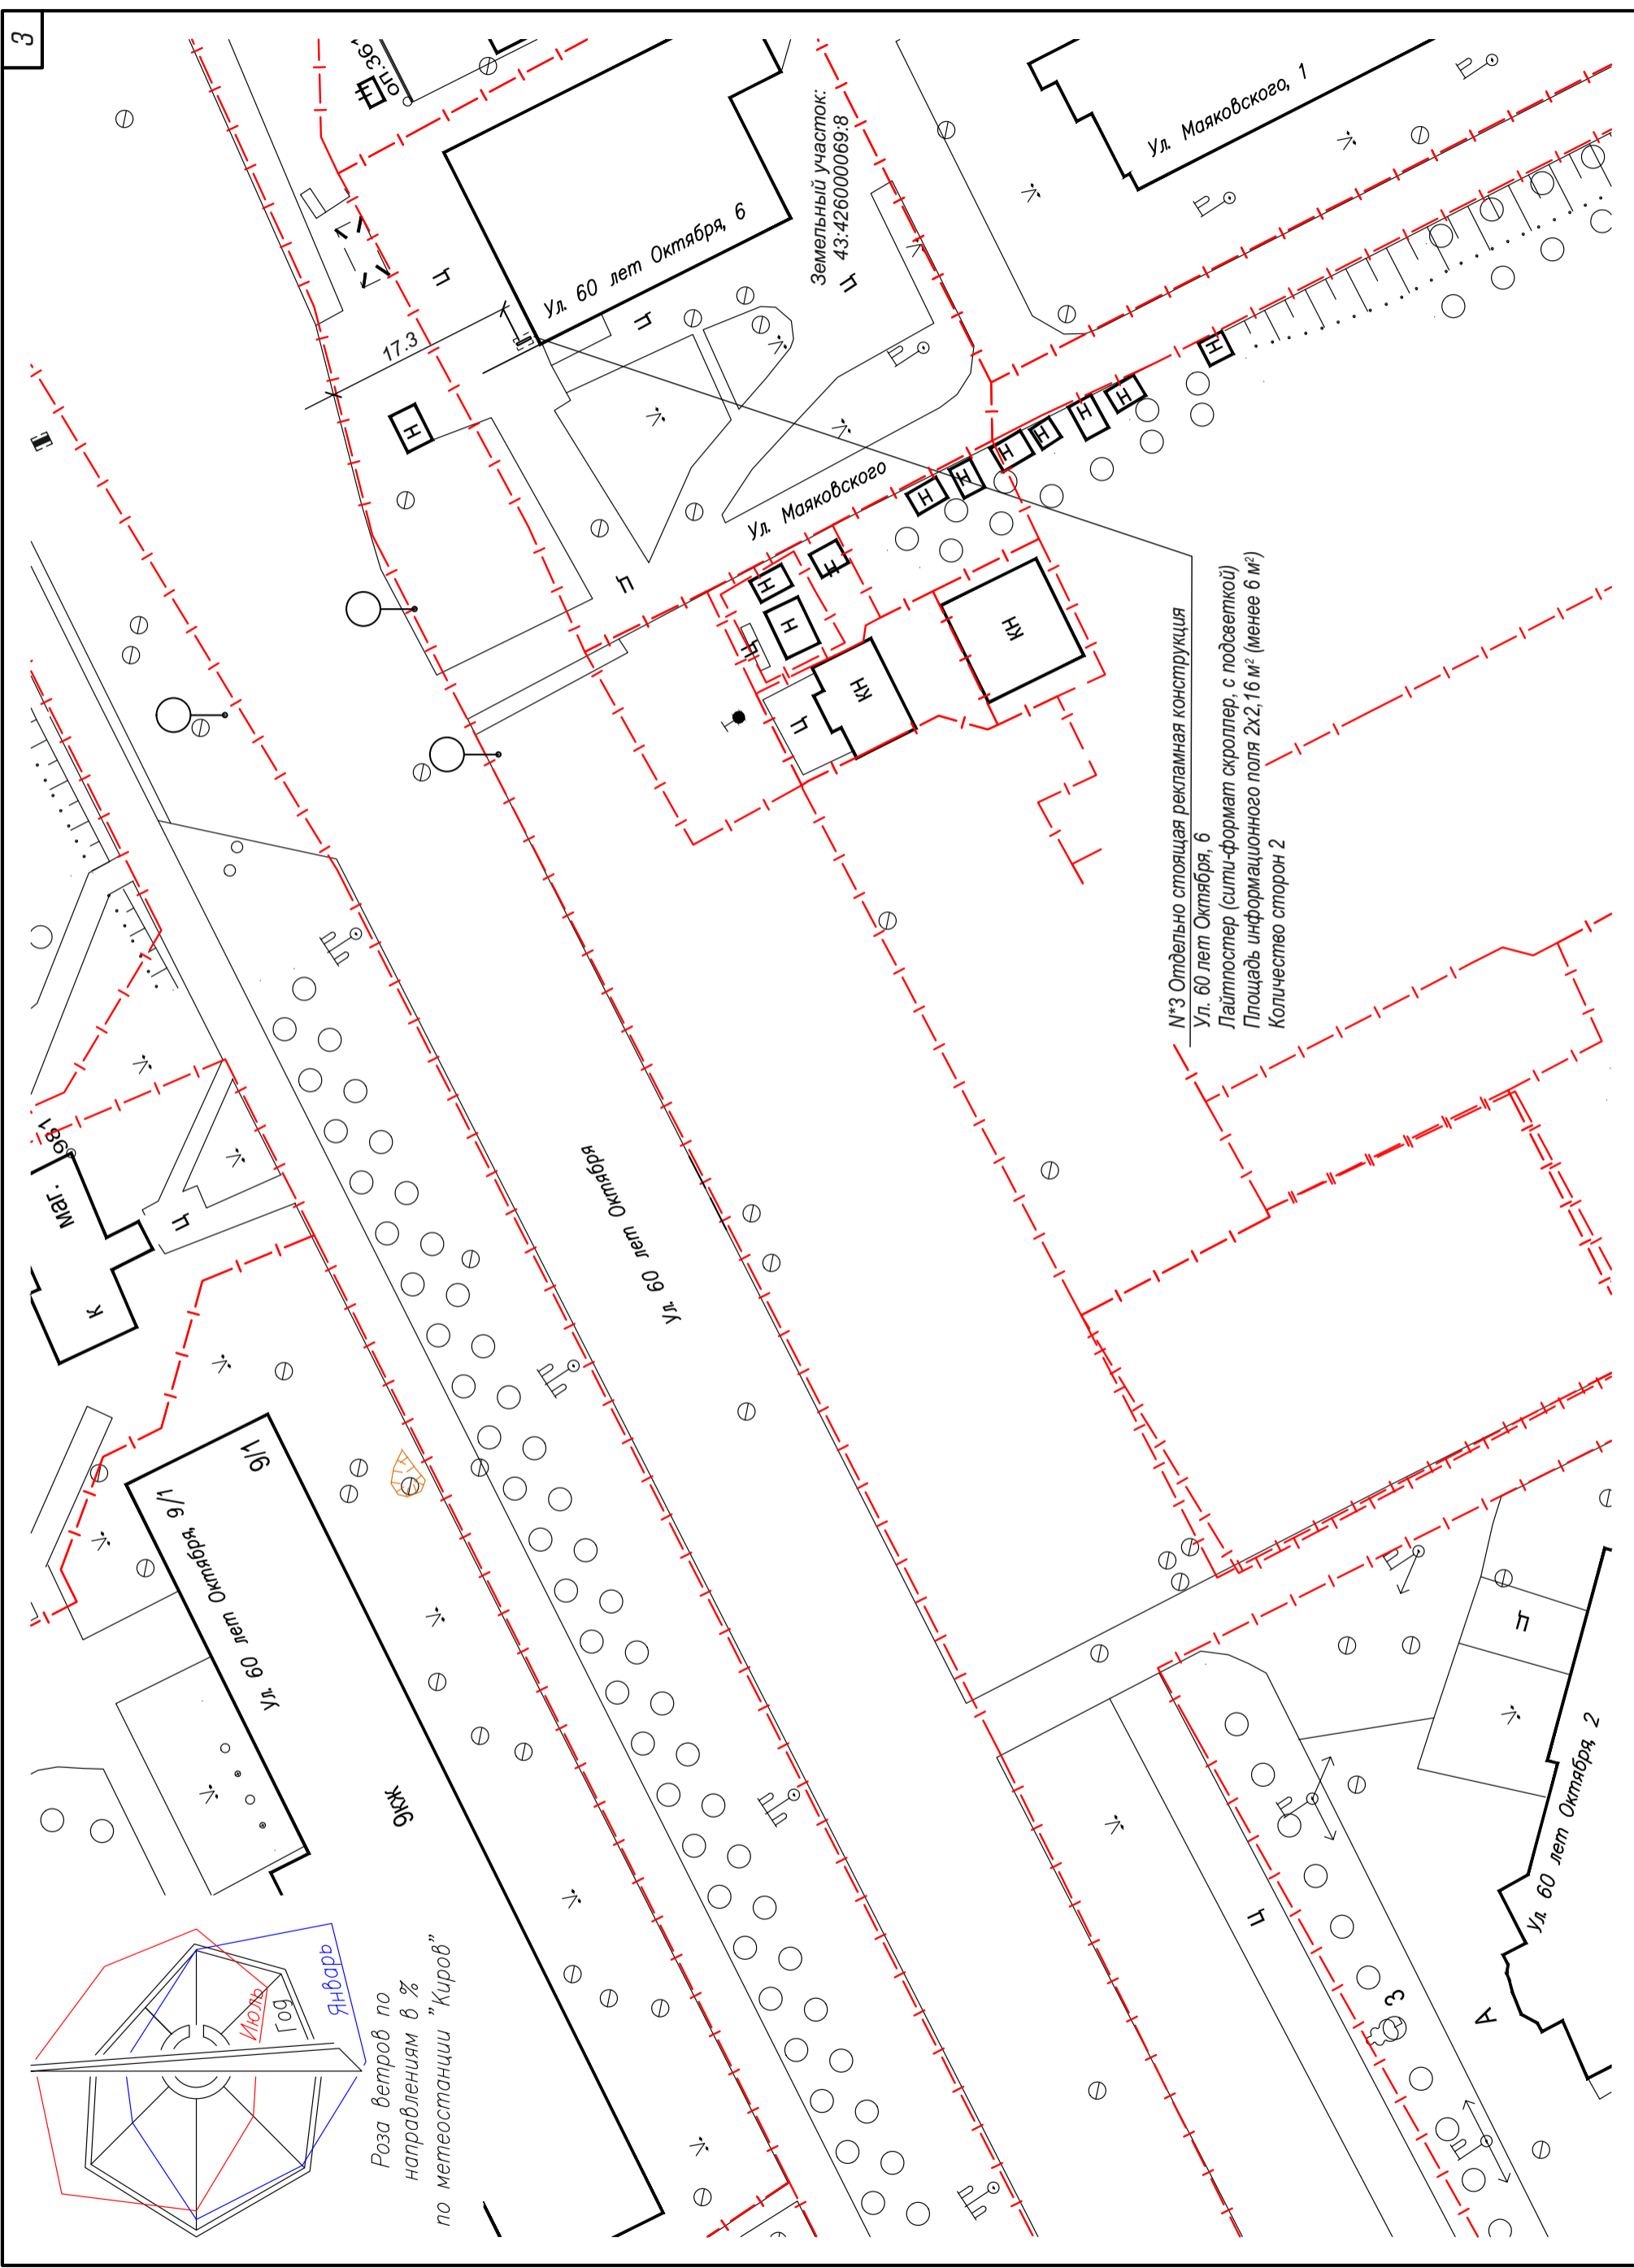 3
оп.36
17.3
Ул. 60 лет Октября, 6
Земельный участок:
43:426000069:8
Ул. Маяковского, 1
Ул. Маяковского
Н
Н
Н
Н
Н
Н
Н
Н
Н
Н
Н
КН
КН
Ц
Ц
Ц
Ц
Ц
Ц
Ц
N*3 Отдельно стоящая рекламная конструкция
Ул. 60 лет Октября, 6
Лайтпостер (сити-формат скроллер, с подсветкой)
Площадь информационного поля 2х2,16 м² (менее 6 м²)
Количество сторон 2
Ул. 60 лет Октября
маг.
6981
к
Ц
9/1
Ул. 60 лет Октября, 9/1
9кж
Июль
Год
Январь
Роза ветров по
направлениям в %
по метеостанции "Киров"
Ц
Ц
3
А
Ул. 60 лет Октября, 2